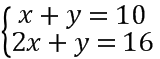 x + y = 10
2x + y = 16